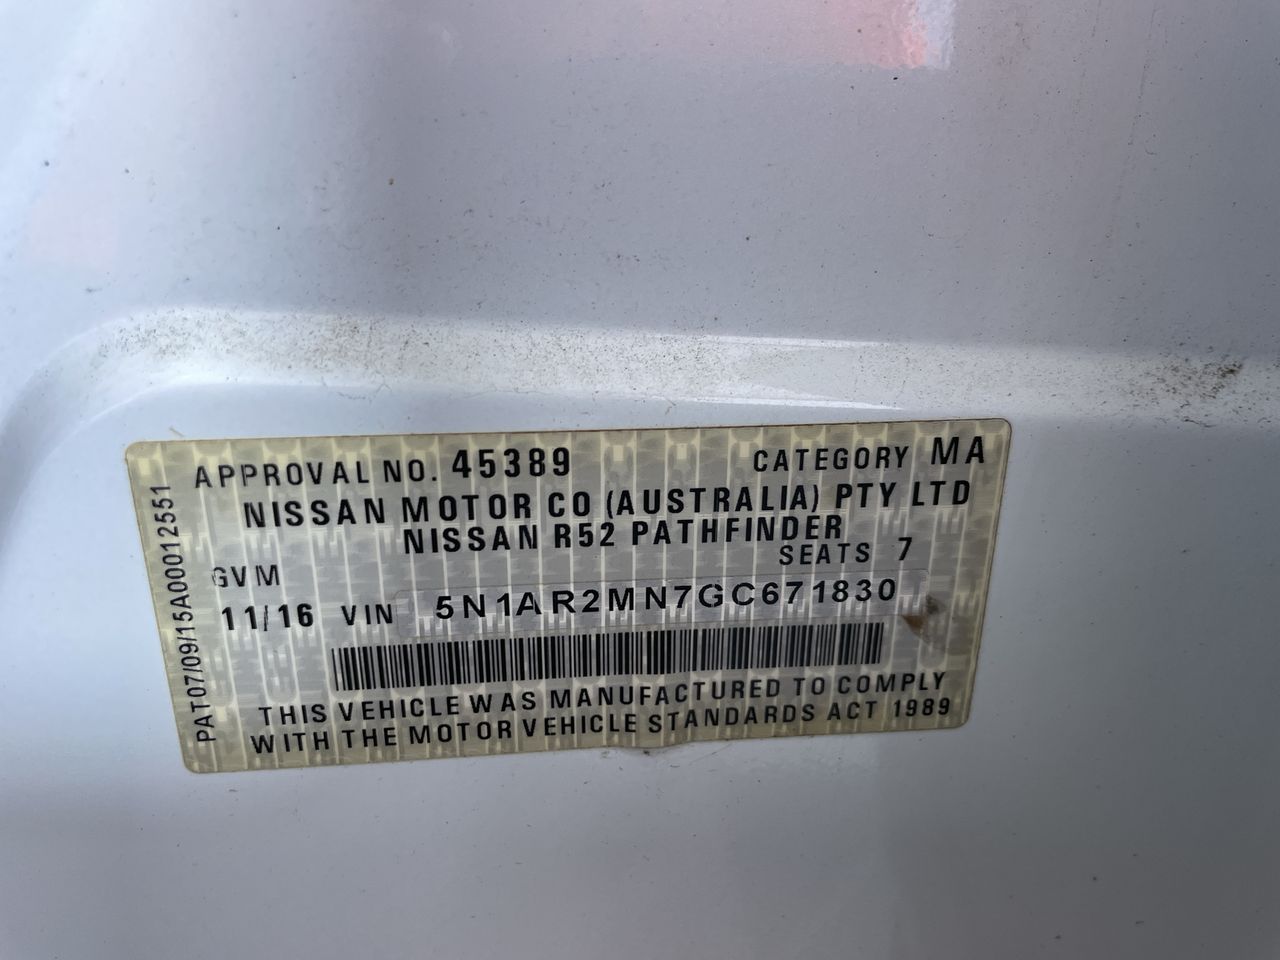 APPROVAL NO. 45389 CATEGORY MA
NISSAN MOTOR CO (AUSTRALIA) PTY LTD
NISSAN R52 PATHFINDER
GVM SEATS 7
11/16 VIN 5N1AR2MN7GC671830
THIS VEHICLE WAS MANUFACTURED TO COMPLY
WITH THE MOTOR VEHICLE STANDARDS ACT 1989
PAT07/09/15A00012551